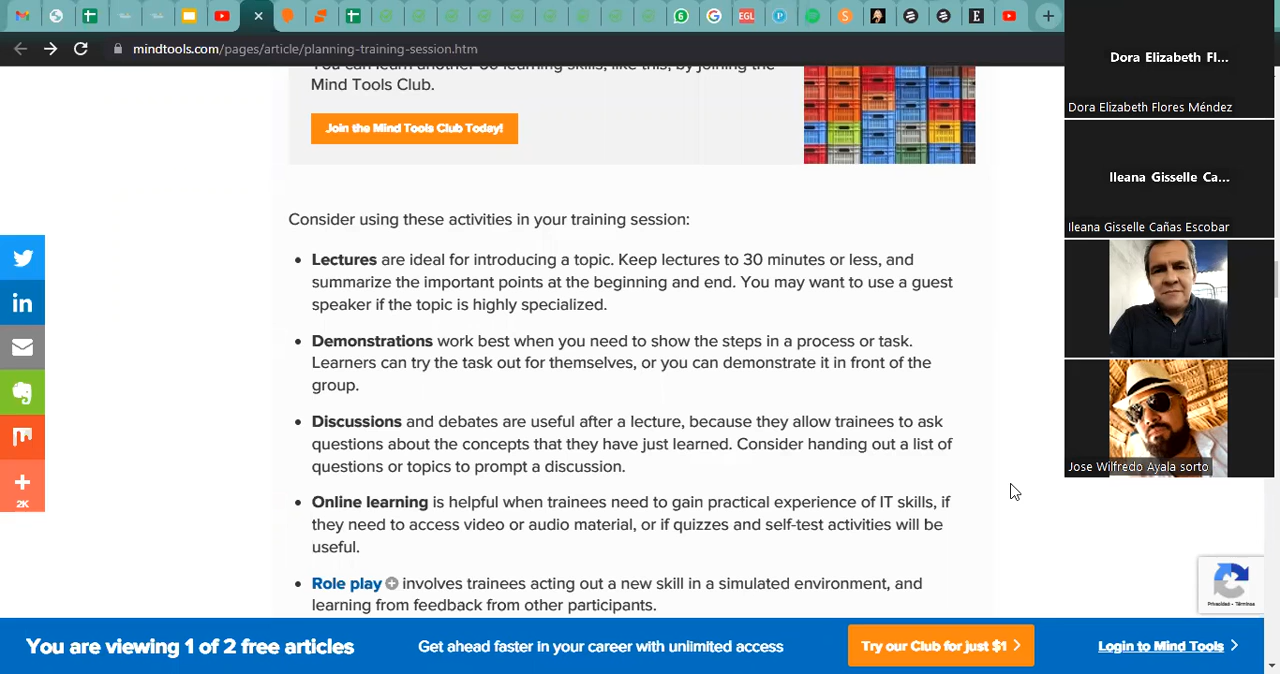 6
EGL
P
S
E
mindtools.com/pages/article/planning-training-session.htm
Mind Tools Club.
Join the Mind Tools Club Today!
Consider using these activities in your training session:
Lectures are ideal for introducing a topic. Keep lectures to 30 minutes or less, and
summarize the important points at the beginning and end. You may want to use a guest
speaker if the topic is highly specialized.
Demonstrations work best when you need to show the steps in a process or task.
Learners can try the task out for themselves, or you can demonstrate it in front of the
group.
Discussions and debates are useful after a lecture, because they allow trainees to ask
questions about the concepts that they have just learned. Consider handing out a list of
questions or topics to prompt a discussion.
Online learning is helpful when trainees need to gain practical experience of IT skills, if
they need to access video or audio material, or if quizzes and self-test activities will be
useful.
Role play involves trainees acting out a new skill in a simulated environment, and
learning from feedback from other participants.
2K
Privacidad - Términos
You are viewing 1 of 2 free articles
Get ahead faster in your career with unlimited access
Try our Club for just $1
Login to Mind Tools
Dora Elizabeth Fl...
Dora Elizabeth Flores Méndez
Ileana Gisselle Ca...
Ileana Gisselle Cañas Escobar
Jose Wilfredo Ayala sorto